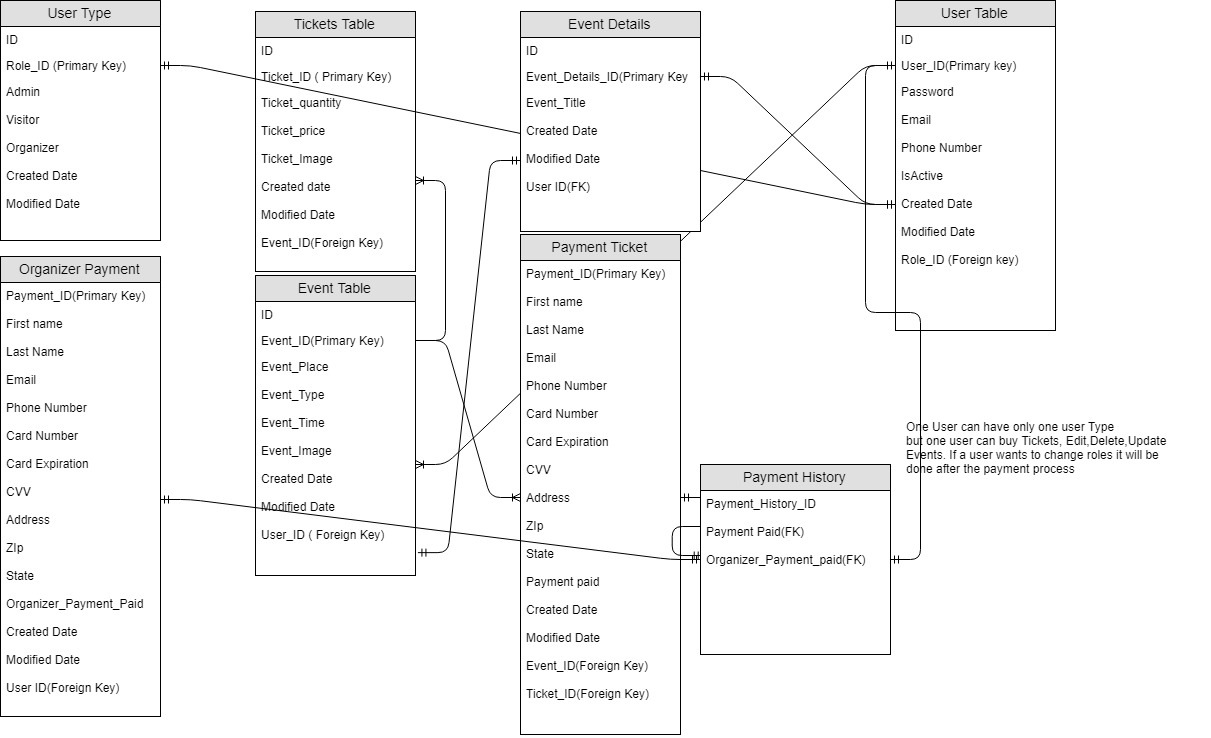 User Type
ID
Role_ID (Primary Key)
Admin
Visitor
Organizer
Created Date
Modified Date
Tickets Table
ID
Ticket_ID ( Primary Key)
Ticket_quantity
Ticket_price
Ticket_Image
Created date
Modified Date
Event_ID(Foreign Key)
Event Details
ID
Event_Details_ID(Primary Key
Event_Title
Created Date
Modified Date
User ID(FK)
User Table
ID
User_ID(Primary key)
Password
Email
Phone Number
IsActive
Created Date
Modified Date
Role_ID (Foreign key)
Organizer Payment
Payment_ID(Primary Key)
First name
Last Name
Email
Phone Number
Card Number
Card Expiration
CVV
Address
ZIp
State
Organizer_Payment_Paid
Created Date
Modified Date
User ID(Foreign Key)
Event Table
ID
Event_ID(Primary Key)
Event_Place
Event_Type
Event_Time
Event_Image
Created Date
Modified Date
User_ID ( Foreign Key)
Payment Ticket
Payment_ID(Primary Key)
First name
Last Name
Email
Phone Number
Card Number
Card Expiration
CVV
Address
ZIp
State
Payment paid
Created Date
Modified Date
Event_ID(Foreign Key)
Ticket_ID(Foreign Key)
Payment History
Payment_History_ID
Payment Paid(FK)
Organizer_Payment_paid(FK)
One User can have only one user Type
but one user can buy Tickets, Edit,Delete,Update
Events. If a user wants to change roles it will be
done after the payment process